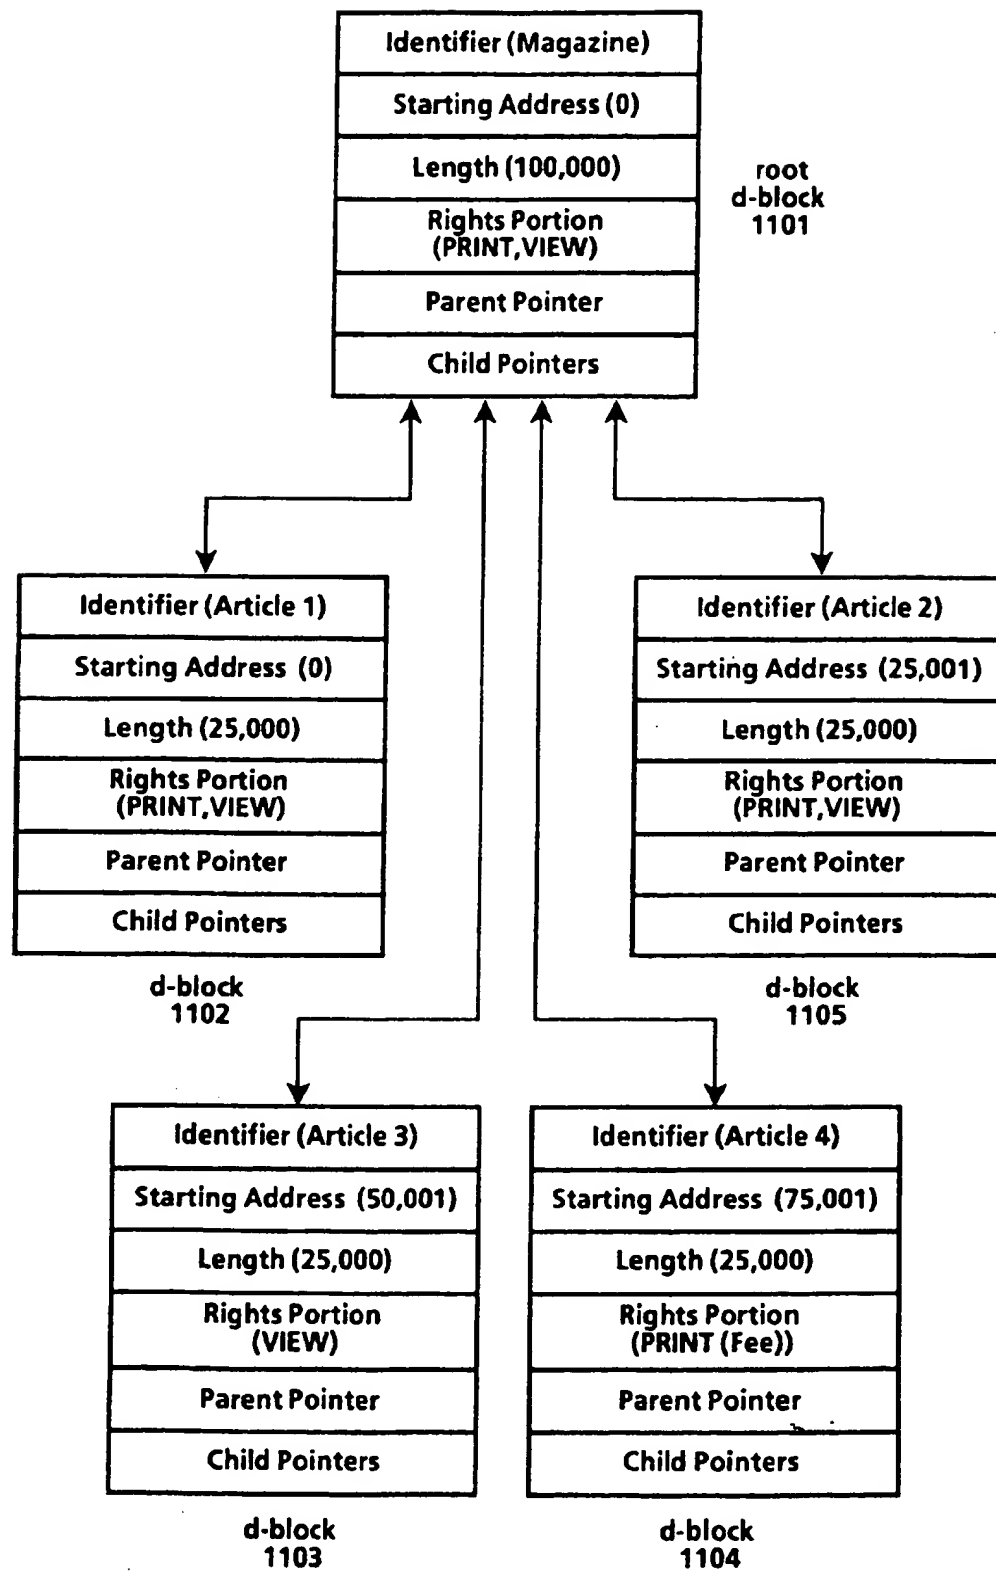 Identifier (Magazine)
Starting Address (0)
Length (100,000)
Rights Portion
(PRINT,VIEW)
Parent Pointer
Child Pointers
root
d-block
1101
Identifier (Article 1)
Starting Address (0)
Length (25,000)
Rights Portion
(PRINT,VIEW)
Parent Pointer
Child Pointers
d-block
1102
Identifier (Article 2)
Starting Address (25,001)
Length (25,000)
Rights Portion
(PRINT,VIEW)
Parent Pointer
Child Pointers
d-block
1105
Identifier (Article 3)
Starting Address (50,001)
Length (25,000)
Rights Portion
(VIEW)
Parent Pointer
Child Pointers
d-block
1103
Identifier (Article 4)
Starting Address (75,001)
Length (25,000)
Rights Portion
(PRINT (Fee))
Parent Pointer
Child Pointers
d-block
1104